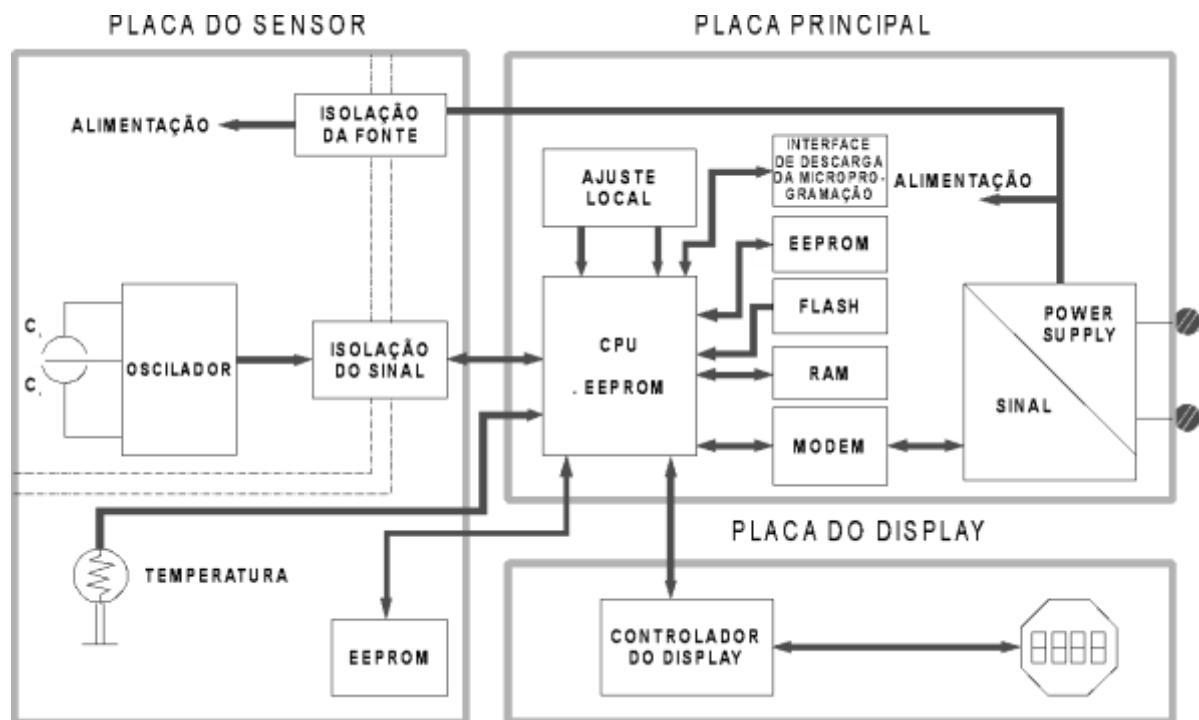 PLACA DO SENSOR
PLACA PRINCIPAL
ALIMENTAÇÃO
ISOLAÇÃO
DA FONTE
AJUSTE
LOCAL
INTERFACE
DE DESCARGA
DA MICROPRO-
GRAMAÇÃO
ALIMENTAÇÃO
EEPROM
FLASH
C
C
OSCILADOR
ISOLAÇÃO
DO SINAL
CPU
. EEPROM
RAM
MODEM
POWER
SUPPLY
SINAL
PLACA DO DISPLAY
TEMPERATURA
EEPROM
CONTROLADOR
DO DISPLAY
8888